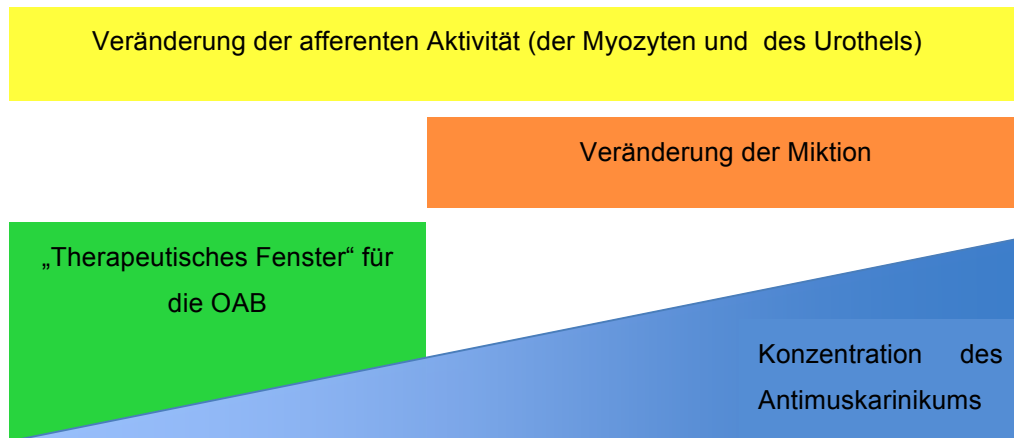 Veränderung der afferenten Aktivität (der Myozyten und  des Urothels)
Veränderung der Miktion
„Therapeutisches Fenster“ für
die OAB
Konzentration des
Antimuskarinikums